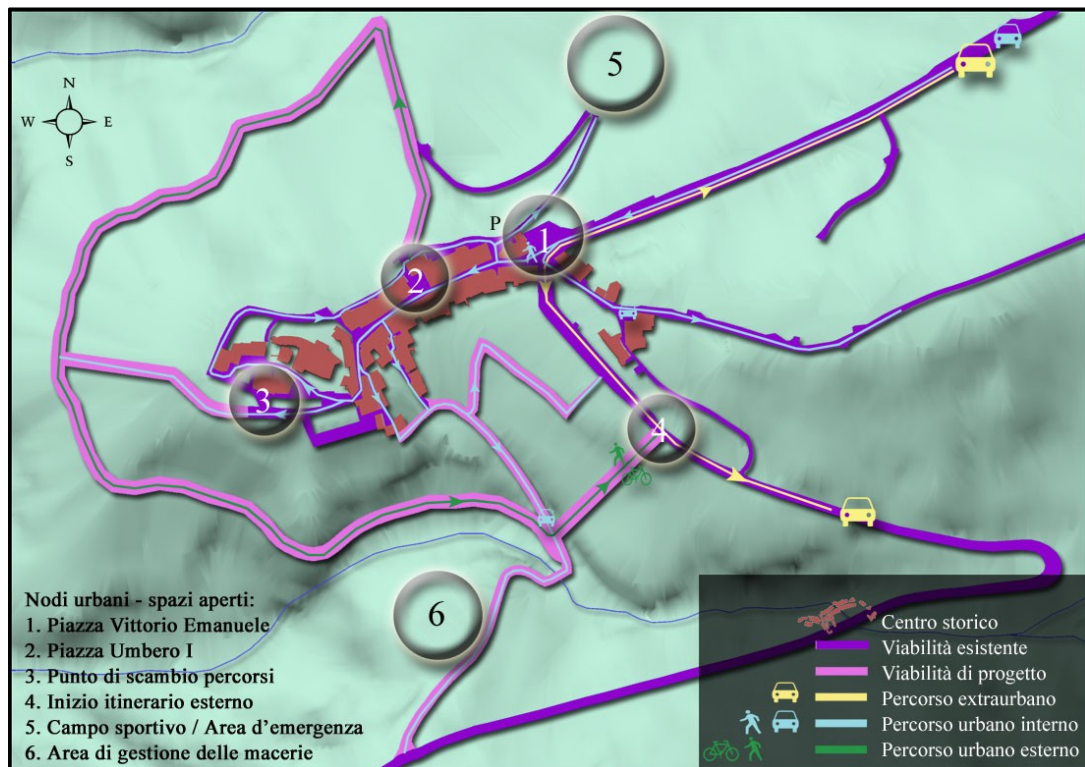 N
W E
S
5
P
1
2
3
4
6
Nodi urbani - spazi aperti:
1. Piazza Vittorio Emanuele
2. Piazza Umbero I
3. Punto di scambio percorsi
4. Inizio itinerario esterno
5. Campo sportivo / Area d'emergenza
6. Area di gestione delle macerie
Centro storico
Viabilità esistente
Viabilità di progetto
Percorso extraurbano
Percorso urbano interno
Percorso urbano esterno